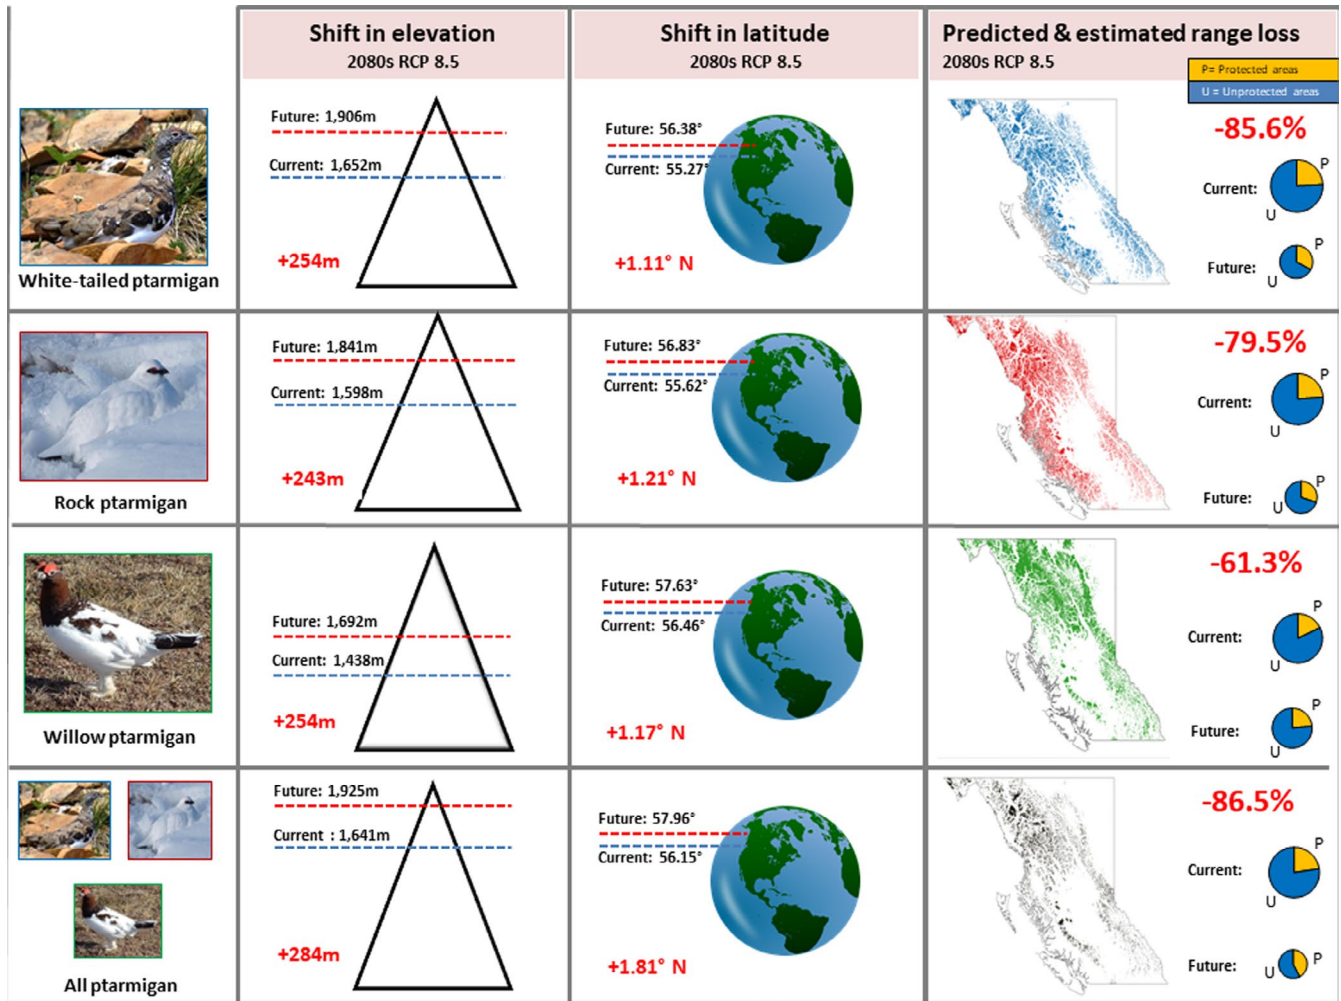 Shift in elevation
2080s RCP 8.5
Shift in latitude
2080s RCP 8.5
Predicted & estimated range loss
2080s RCP 8.5
P= Protected areas
U = Unprotected areas
White-tailed ptarmigan
Future: 1,906m
Current: 1,652m
+254m
Future: 56.38°
Current: 55.27°
+1.11° N
-85.6%
Current:
P
U
Future:
P
U
Rock ptarmigan
Future: 1,841m
Current: 1,598m
+243m
Future: 56.83°
Current: 55.62°
+1.21° N
-79.5%
Current:
P
U
Future:
P
U
Willow ptarmigan
Future: 1,692m
Current: 1,438m
+254m
Future: 57.63°
Current: 56.46°
+1.17° N
-61.3%
Current:
P
U
Future:
P
U
All ptarmigan
Future: 1,925m
Current : 1,641m
+284m
Future: 57.96°
Current: 56.15°
+1.81° N
-86.5%
Current:
P
U
Future:
U
P